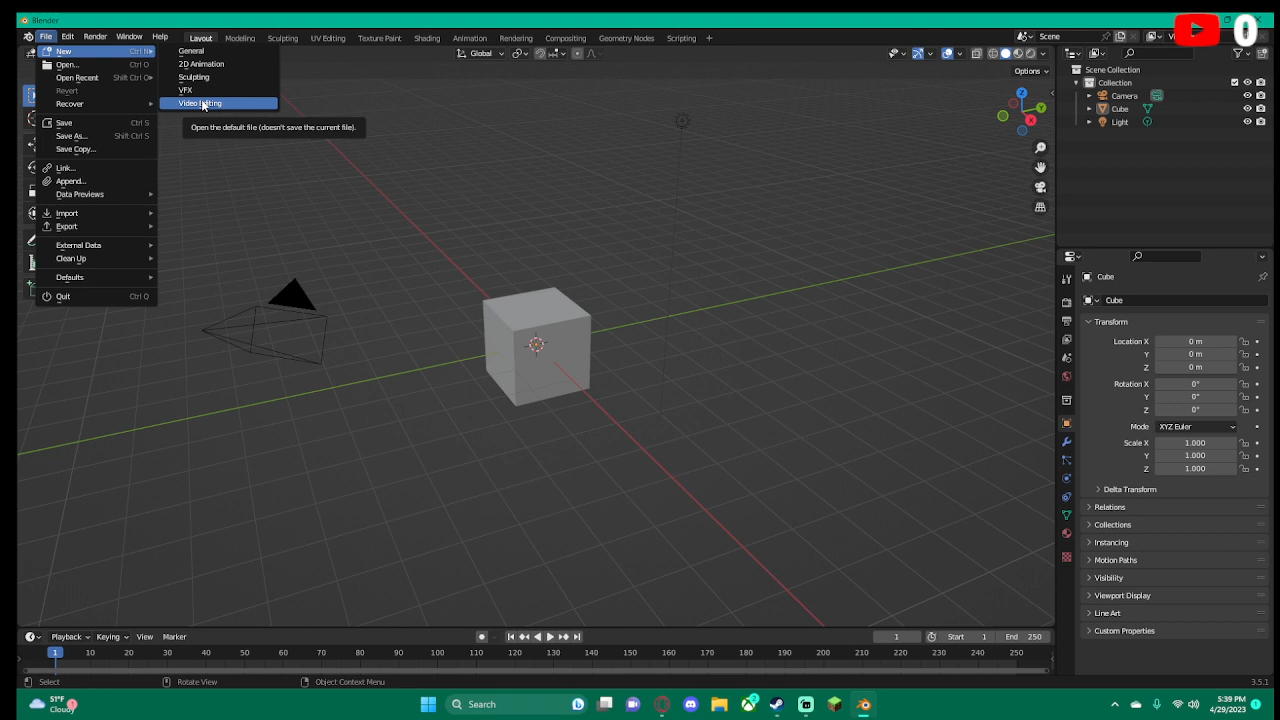 Blender
File Edit Render Window Help Layout Modeling Sculpting UV Editing Texture Paint Shading Animation Rendering Compositing Geometry Nodes Scripting + Scene
0
New Ctrl N
Open... Ctrl O
Open Recent Shift Ctrl O
Revert
Recover
Save Ctrl S
Save As... Shift Ctrl S
Save Copy...
Link...
Append...
Data Previews
Import
Export
External Data
Clean Up
Defaults
Quit Ctrl Q
General
2D Animation
Sculpting
VFX
Video Editing
Open the default file (doesn't save the current file).
Global
Options
Z
Y
X
Scene Collection
Collection
Camera
Cube
Light
Cube
Cube
Transform
Location X 0 m
Y 0 m
Z 0 m
Rotation X 0°
Y 0°
Z 0°
Mode XYZ Euler
Scale X 1.000
Y 1.000
Z 1.000
Delta Transform
Relations
Collections
Instancing
Motion Paths
Visibility
Viewport Display
Line Art
Custom Properties
Playback Keying View Marker 1 Start 1 End 250
1 10 20 30 40 50 60 70 80 90 100 110 120 130 140 150 160 170 180 190 200 210 220 230 240 250
Select Rotate View Object Context Menu 3.5.1
51°F
Cloudy
1
Search
2
5:39 PM
4/29/2023
1